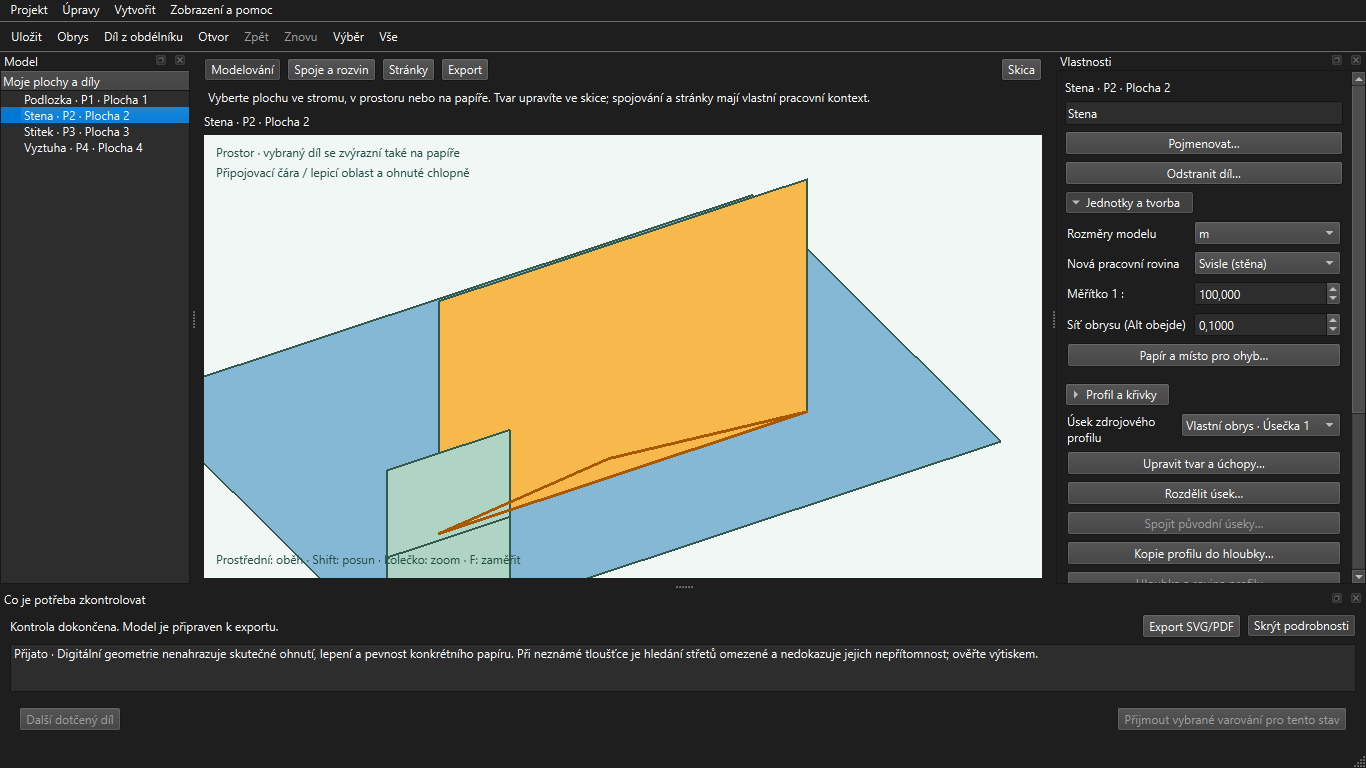 Projekt Úpravy Vytvořit Zobrazení a pomoc
Uložit Obrys Díl z obdélníku Otvor Zpět Znovu Výběr Vše
Model
Moje plochy a díly
Podlozka · P1 · Plocha 1
Stena · P2 · Plocha 2
Stitek · P3 · Plocha 3
Vyztuha · P4 · Plocha 4
Modelování Spoje a rozvin Stránky Export Skica
Vyberte plochu ve stromu, v prostoru nebo na papíře. Tvar upravíte ve skice; spojování a stránky mají vlastní pracovní kontext.
Stena · P2 · Plocha 2
Prostor · vybraný díl se zvýrazní také na papíře
Připojovací čára / lepicí oblast a ohnuté chlopně
Prostřední: oběh · Shift: posun · Kolečko: zoom · F: zaměřit
Vlastnosti
Stena · P2 · Plocha 2
Stena
Pojmenovat...
Odstranit díl...
Jednotky a tvorba
Rozměry modelu m
Nová pracovní rovina Svisle (stěna)
Měřítko 1 : 100,000
Síť obrysu (Alt obejde) 0,1000
Papír a místo pro ohyb...
Profil a křivky
Úsek zdrojového profilu Vlastní obrys · Úsečka 1
Upravit tvar a úchopy...
Rozdělit úsek...
Spojit původní úseky...
Kopie profilu do hloubky...
Co je potřeba zkontrolovat
Kontrola dokončena. Model je připraven k exportu.
Export SVG/PDF Skrýt podrobnosti
Přijato · Digitální geometrie nenahrazuje skutečné ohnutí, lepení a pevnost konkrétního papíru. Při neznámé tloušťce je hledání střetů omezené a nedokazuje jejich nepřítomnost; ověřte výtiskem.
Další dotčený díl
Přijmout vybrané varování pro tento stav